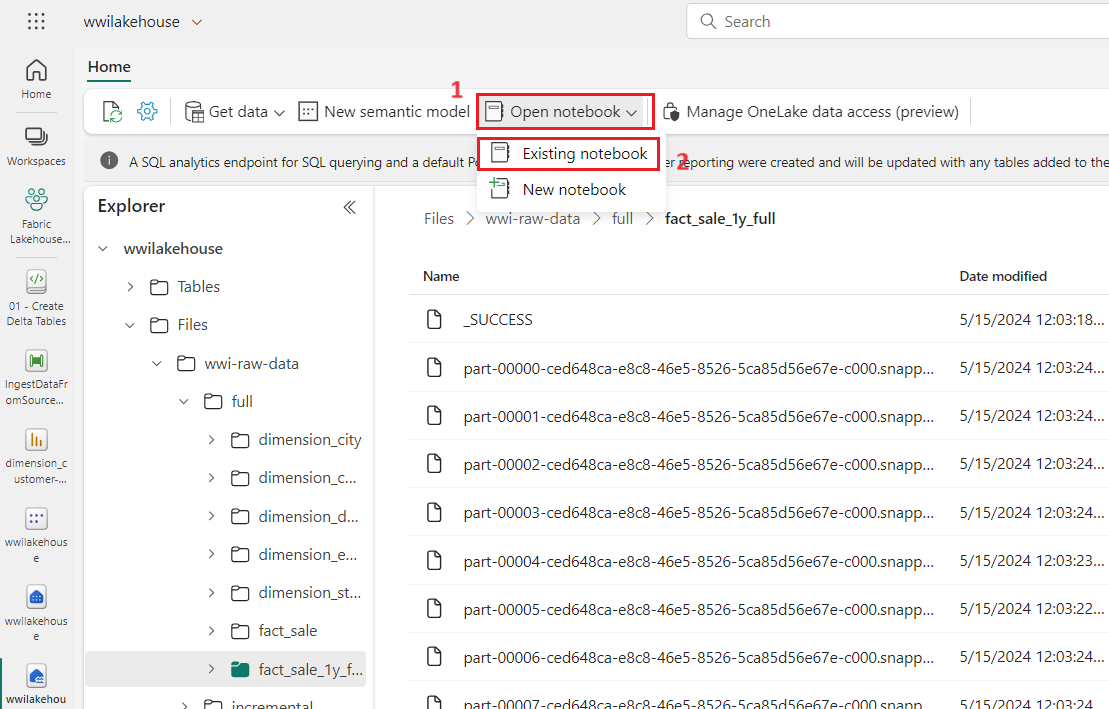 wwilakehouse
Search
Home
1
Get data
New semantic model
Open notebook
Manage OneLake data access (preview)
Existing notebook
2
New notebook
A SQL analytics endpoint for SQL querying and a default Po
r reporting were created and will be updated with any tables added to the
Home
Workspaces
Fabric
Lakehouse...
01 - Create
Delta Tables
IngestDataFr
omSource...
dimension_c
ustomer-...
wwilakehous
e
wwilakehous
e
wwilakehou
Explorer
wwilakehouse
Tables
Files
wwi-raw-data
full
dimension_city
dimension_c...
dimension_d...
dimension_e...
dimension_st...
fact_sale
fact_sale_1y_f...
incremental
Files > wwi-raw-data > full > fact_sale_1y_full
Name Date modified
_SUCCESS 5/15/2024 12:03:18...
part-00000-ced648ca-e8c8-46e5-8526-5ca85d56e67e-c000.snapp... 5/15/2024 12:03:24...
part-00001-ced648ca-e8c8-46e5-8526-5ca85d56e67e-c000.snapp... 5/15/2024 12:03:24...
part-00002-ced648ca-e8c8-46e5-8526-5ca85d56e67e-c000.snapp... 5/15/2024 12:03:24...
part-00003-ced648ca-e8c8-46e5-8526-5ca85d56e67e-c000.snapp... 5/15/2024 12:03:24...
part-00004-ced648ca-e8c8-46e5-8526-5ca85d56e67e-c000.snapp... 5/15/2024 12:03:23...
part-00005-ced648ca-e8c8-46e5-8526-5ca85d56e67e-c000.snapp... 5/15/2024 12:03:22...
part-00006-ced648ca-e8c8-46e5-8526-5ca85d56e67e-c000.snapp... 5/15/2024 12:03:24...
part-00007-ced648ca-e8c8-46e5-8526-5ca85d56e67e-c000.snapp... 5/15/2024 12:03:24...